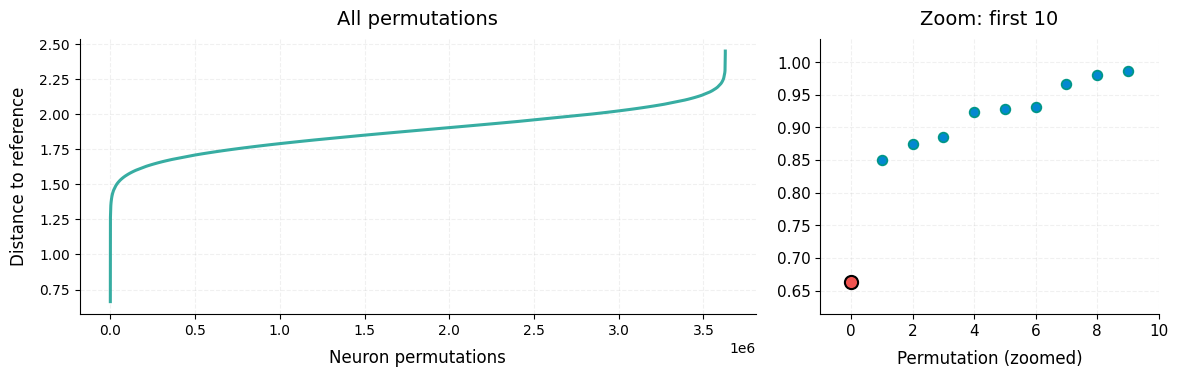 All permutations
Distance to reference
2.50
2.25
2.00
1.75
1.50
1.25
1.00
0.75
0.0 0.5 1.0 1.5 2.0 2.5 3.0 3.5
1e6
Neuron permutations
Zoom: first 10
1.00
0.95
0.90
0.85
0.80
0.75
0.70
0.65
0 2 4 6 8 10
Permutation (zoomed)